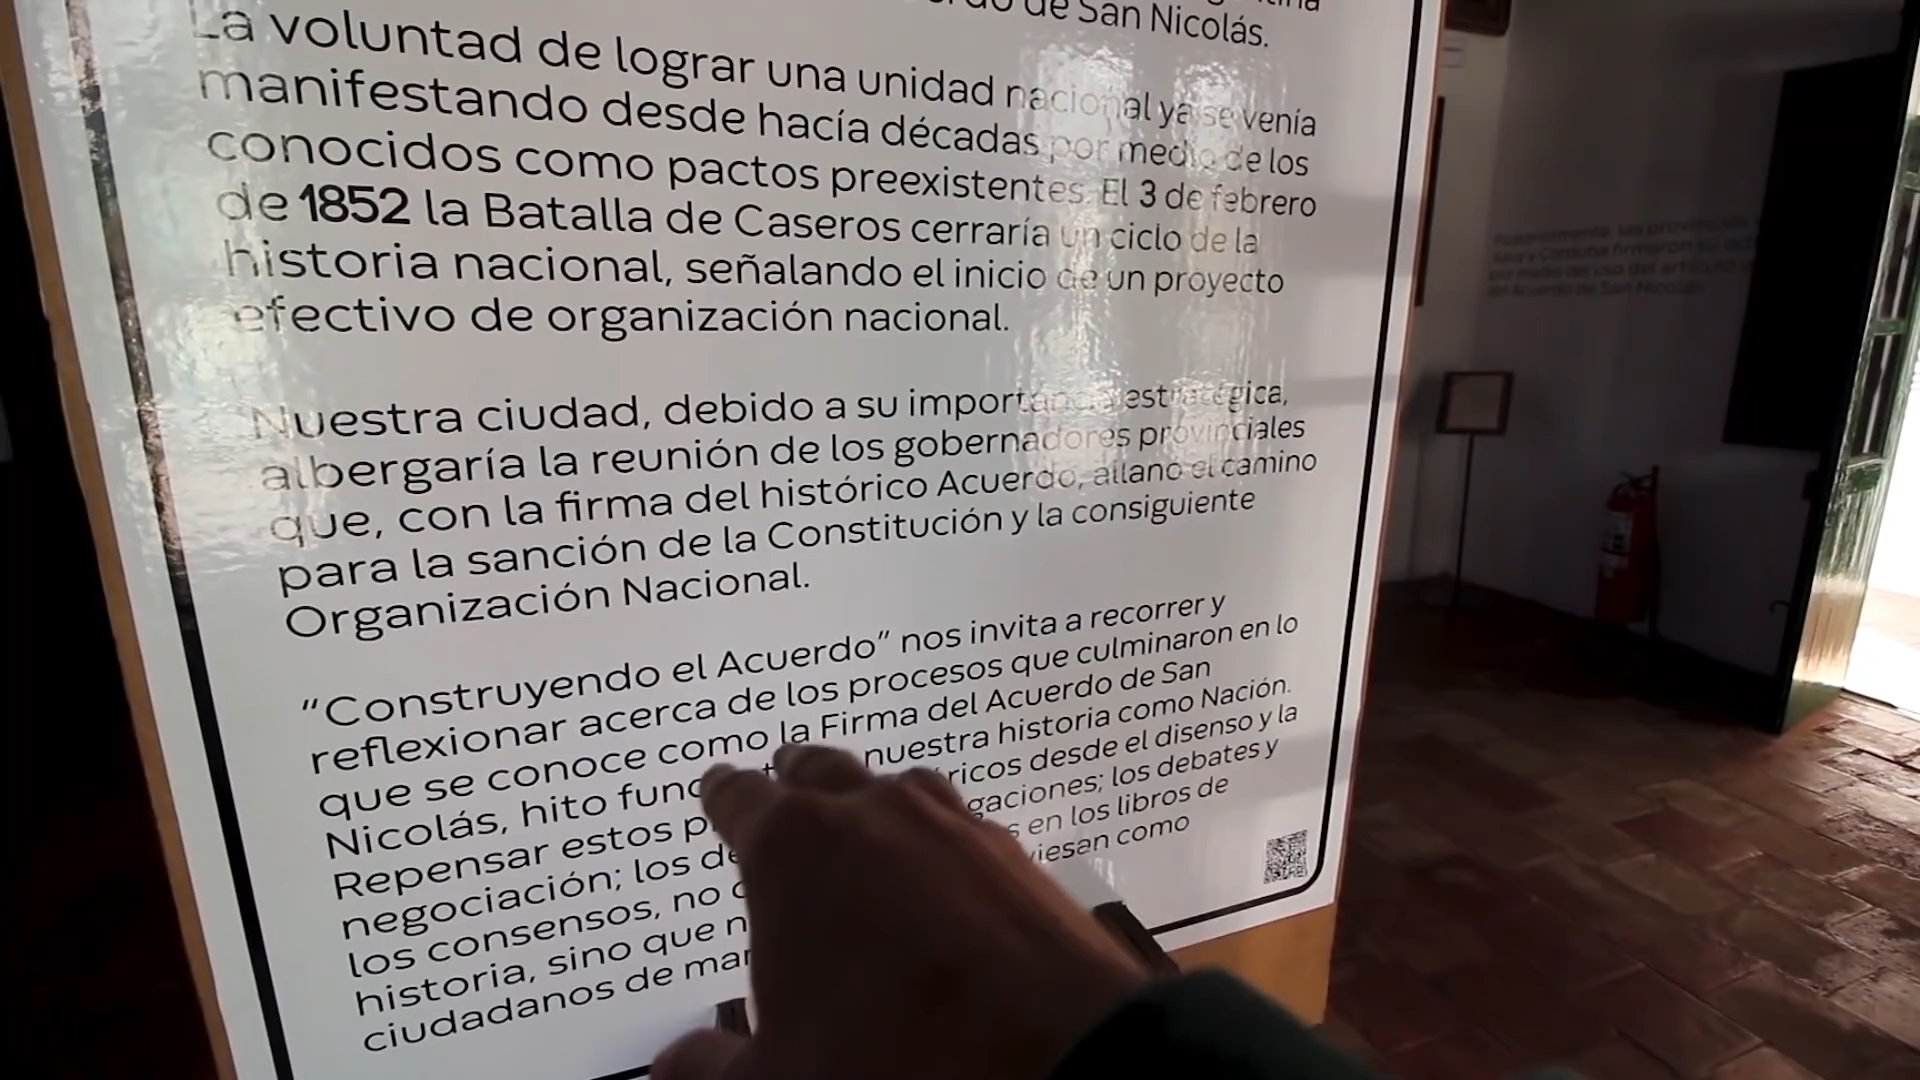 de San Nicolás.
La voluntad de lograr una unidad nacional ya se venía
manifestando desde hacía décadas por medio de los
conocidos como pactos preexistentes. El 3 de febrero
de 1852 la Batalla de Caseros cerraría un ciclo de la
historia nacional, señalando el inicio de un proyecto
efectivo de organización nacional.
Nuestra ciudad, debido a su importancia estratégica,
albergaría la reunión de los gobernadores provinciales
que, con la firma del histórico Acuerdo, allano el camino
para la sanción de la Constitución y la consiguiente
Organización Nacional.
“Construyendo el Acuerdo” nos invita a recorrer y
reflexionar acerca de los procesos que culminaron en lo
que se conoce como la Firma del Acuerdo de San
Nicolás, hito nuestra historia como Nación.
Repensar estos desde el disenso y la
negociación; los los debates y
los consensos, no en los libros de
historia, sino que como
ciudadanos de